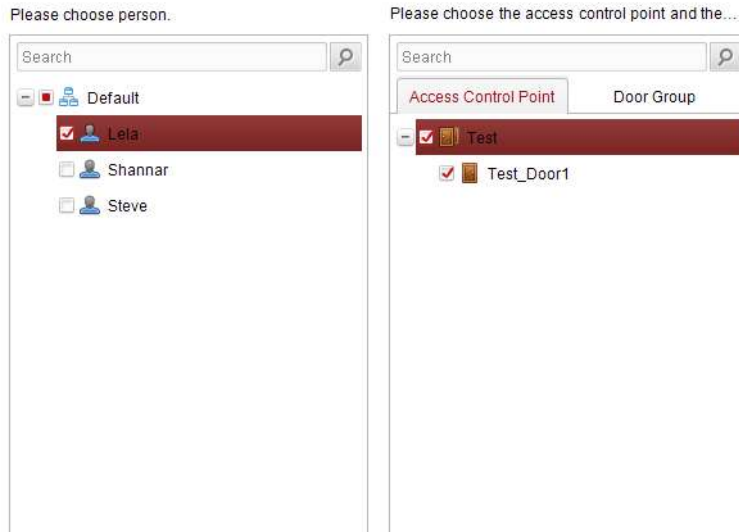 Please choose person.
Search
Default
Lela
Shannar
Steve
Please choose the access control point and the...
Search
Access Control Point
Door Group
Test
Test_Door1